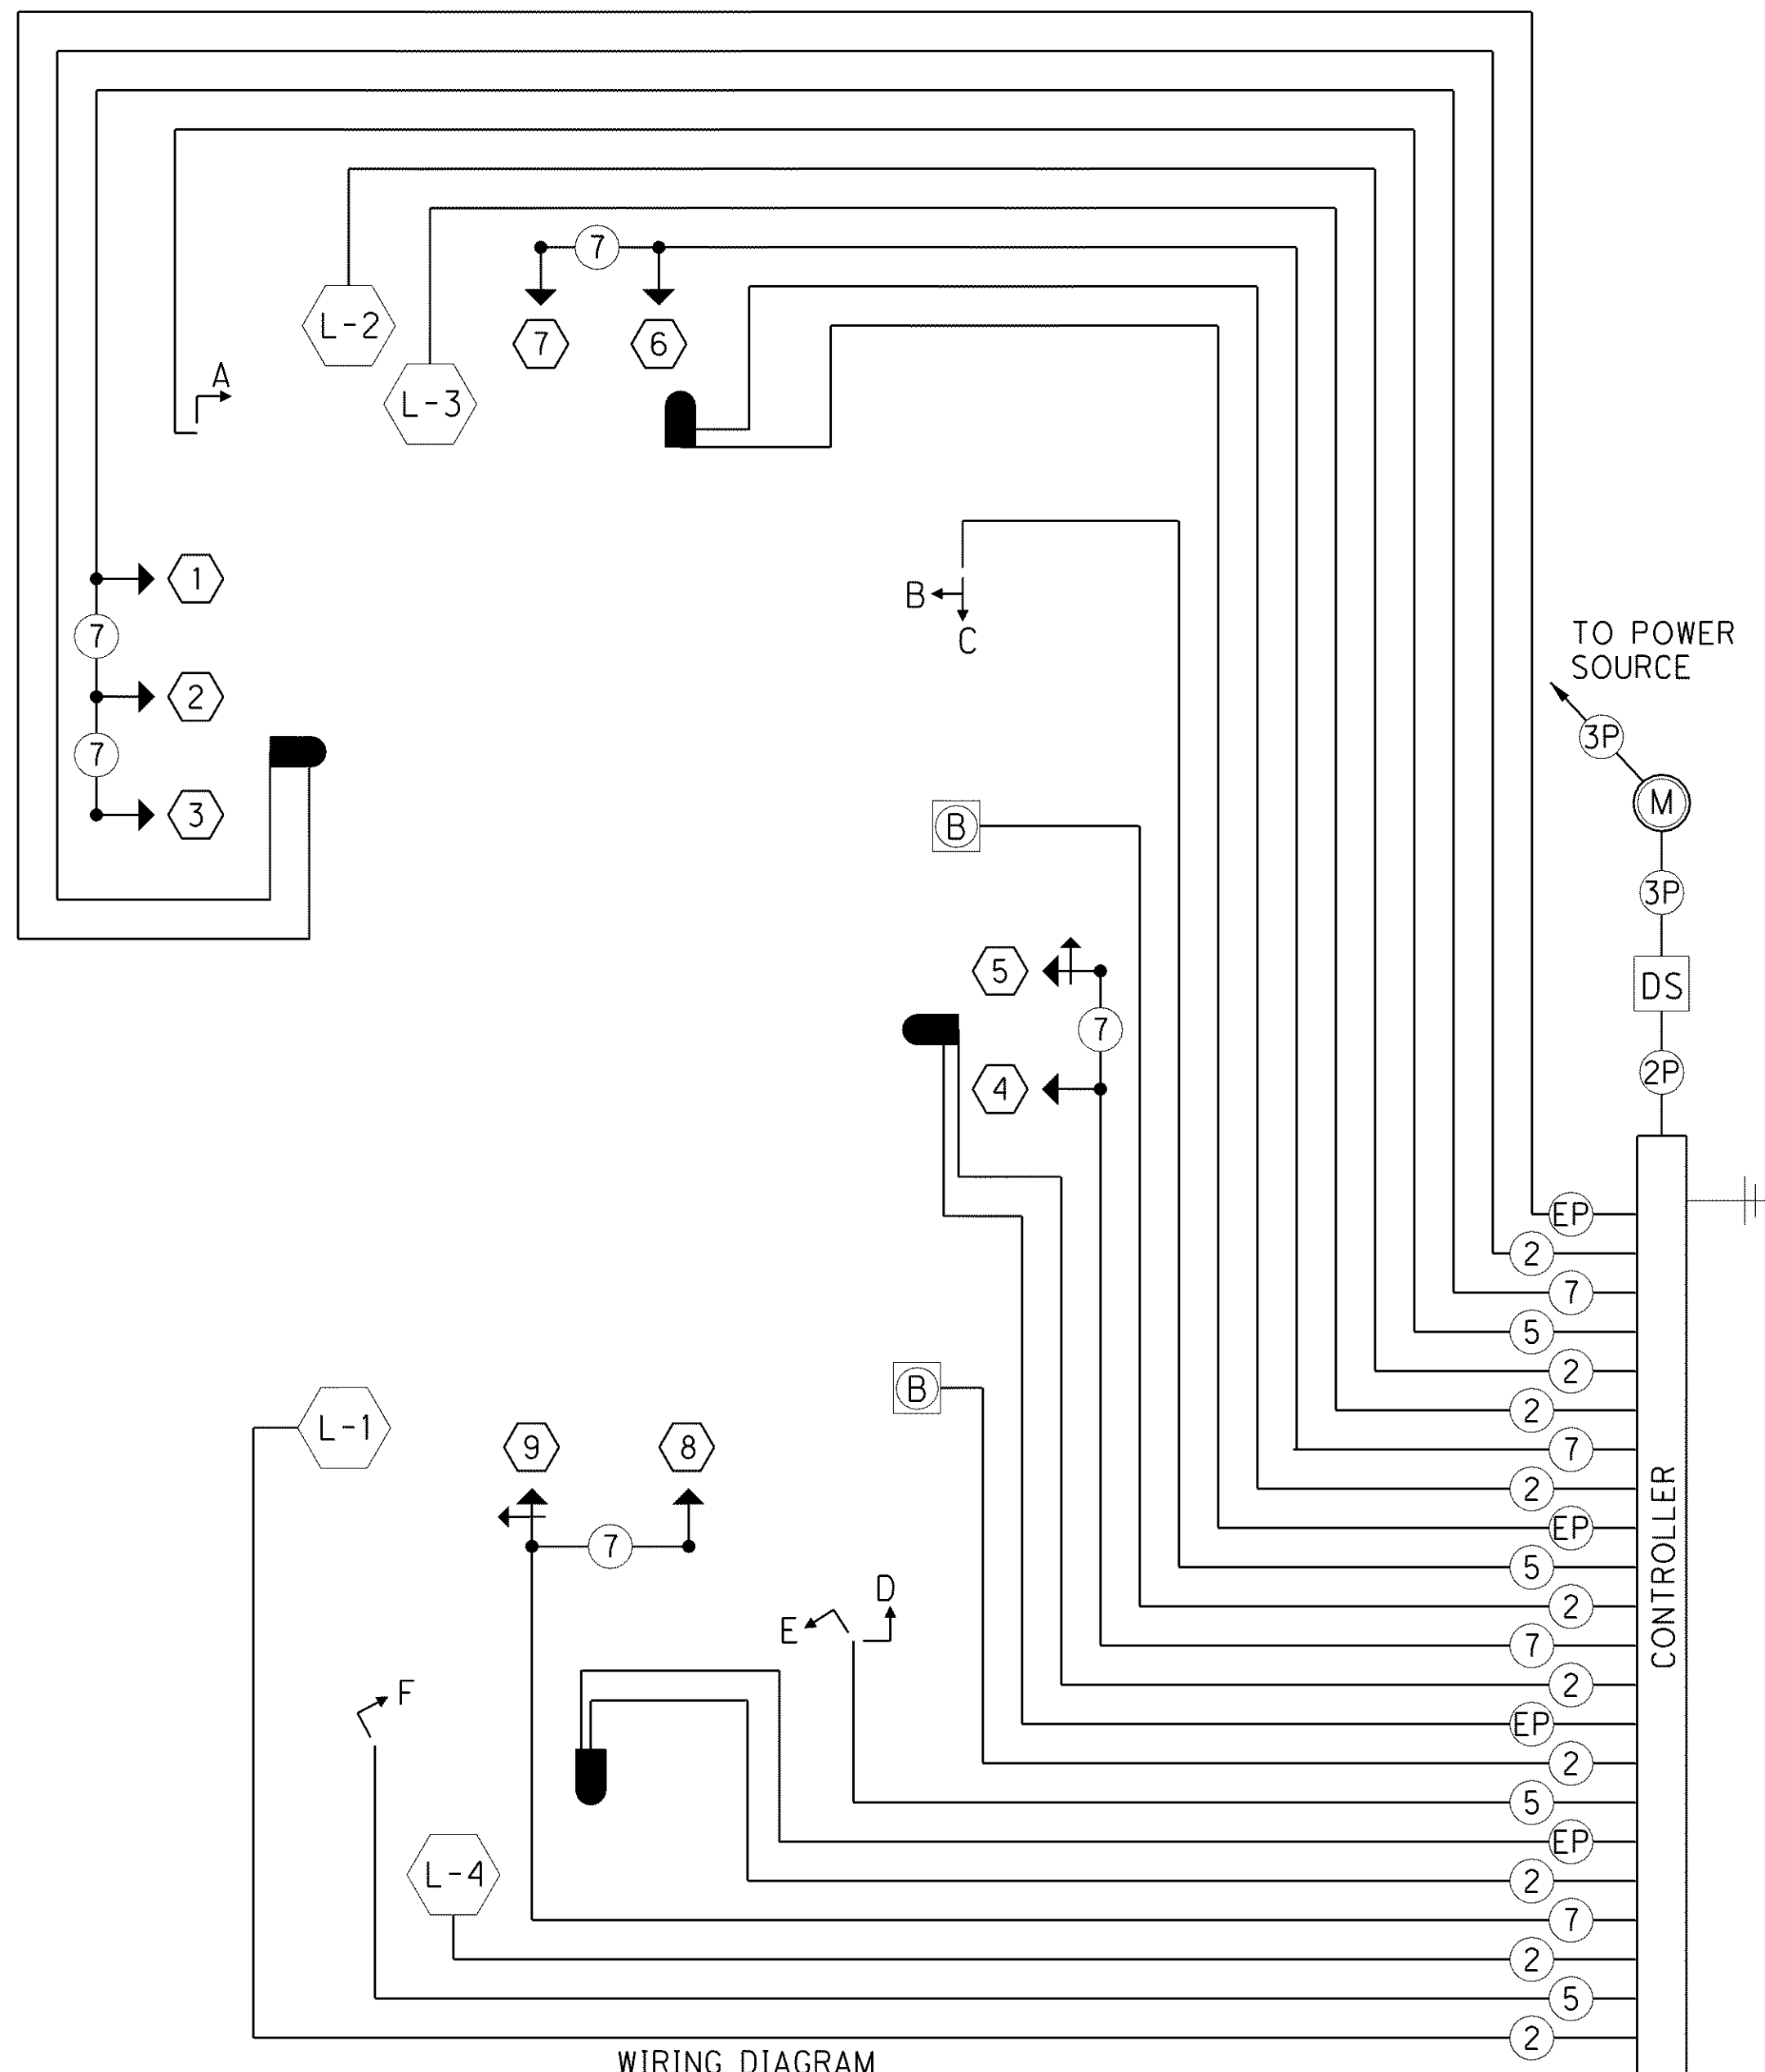 7
L-2
7
6
A
L-3
1
B
C
7
TO POWER
SOURCE
2
3P
7
M
3
B
3P
5
DS
7
4
2P
EP
2
7
5
2
B
2
L-1
9
8
7
2
EP
7
5
D
E
2
7
2
F
EP
2
5
EP
L-4
2
7
2
5
2
CONTROLLER
WIRING DIAGRAM